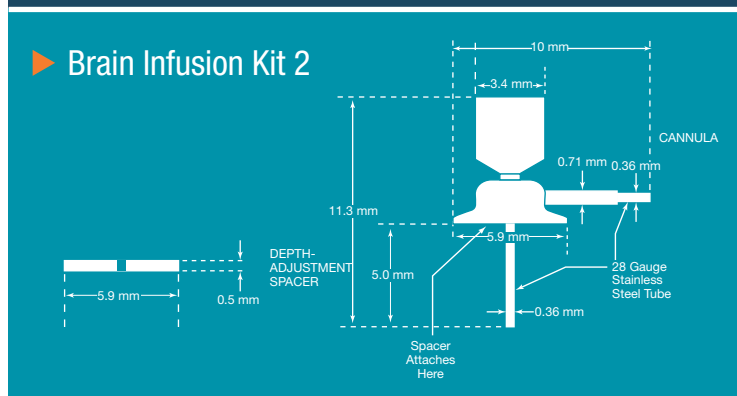 Brain Infusion Kit 2
10 mm
3.4 mm
CANNULA
0.71 mm
0.36 mm
11.3 mm
5.9 mm
DEPTH-
ADJUSTMENT
SPACER
5.0 mm
28 Gauge
Stainless
Steel Tube
5.9 mm
0.5 mm
0.36 mm
Spacer
Attaches
Here